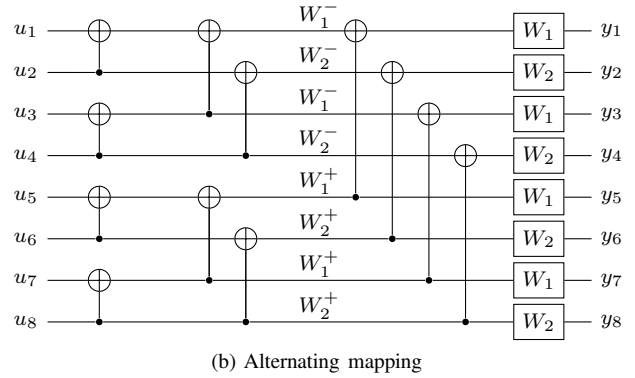 u₁ W₁⁻ W₁ y₁
u₂ W₂⁻ W₂ y₂
u₃ W₁⁻ W₁ y₃
u₄ W₂⁻ W₂ y₄
u₅ W₁⁺ W₁ y₅
u₆ W₂⁺ W₂ y₆
u₇ W₁⁺ W₁ y₇
u₈ W₂⁺ W₂ y₈
(b) Alternating mapping